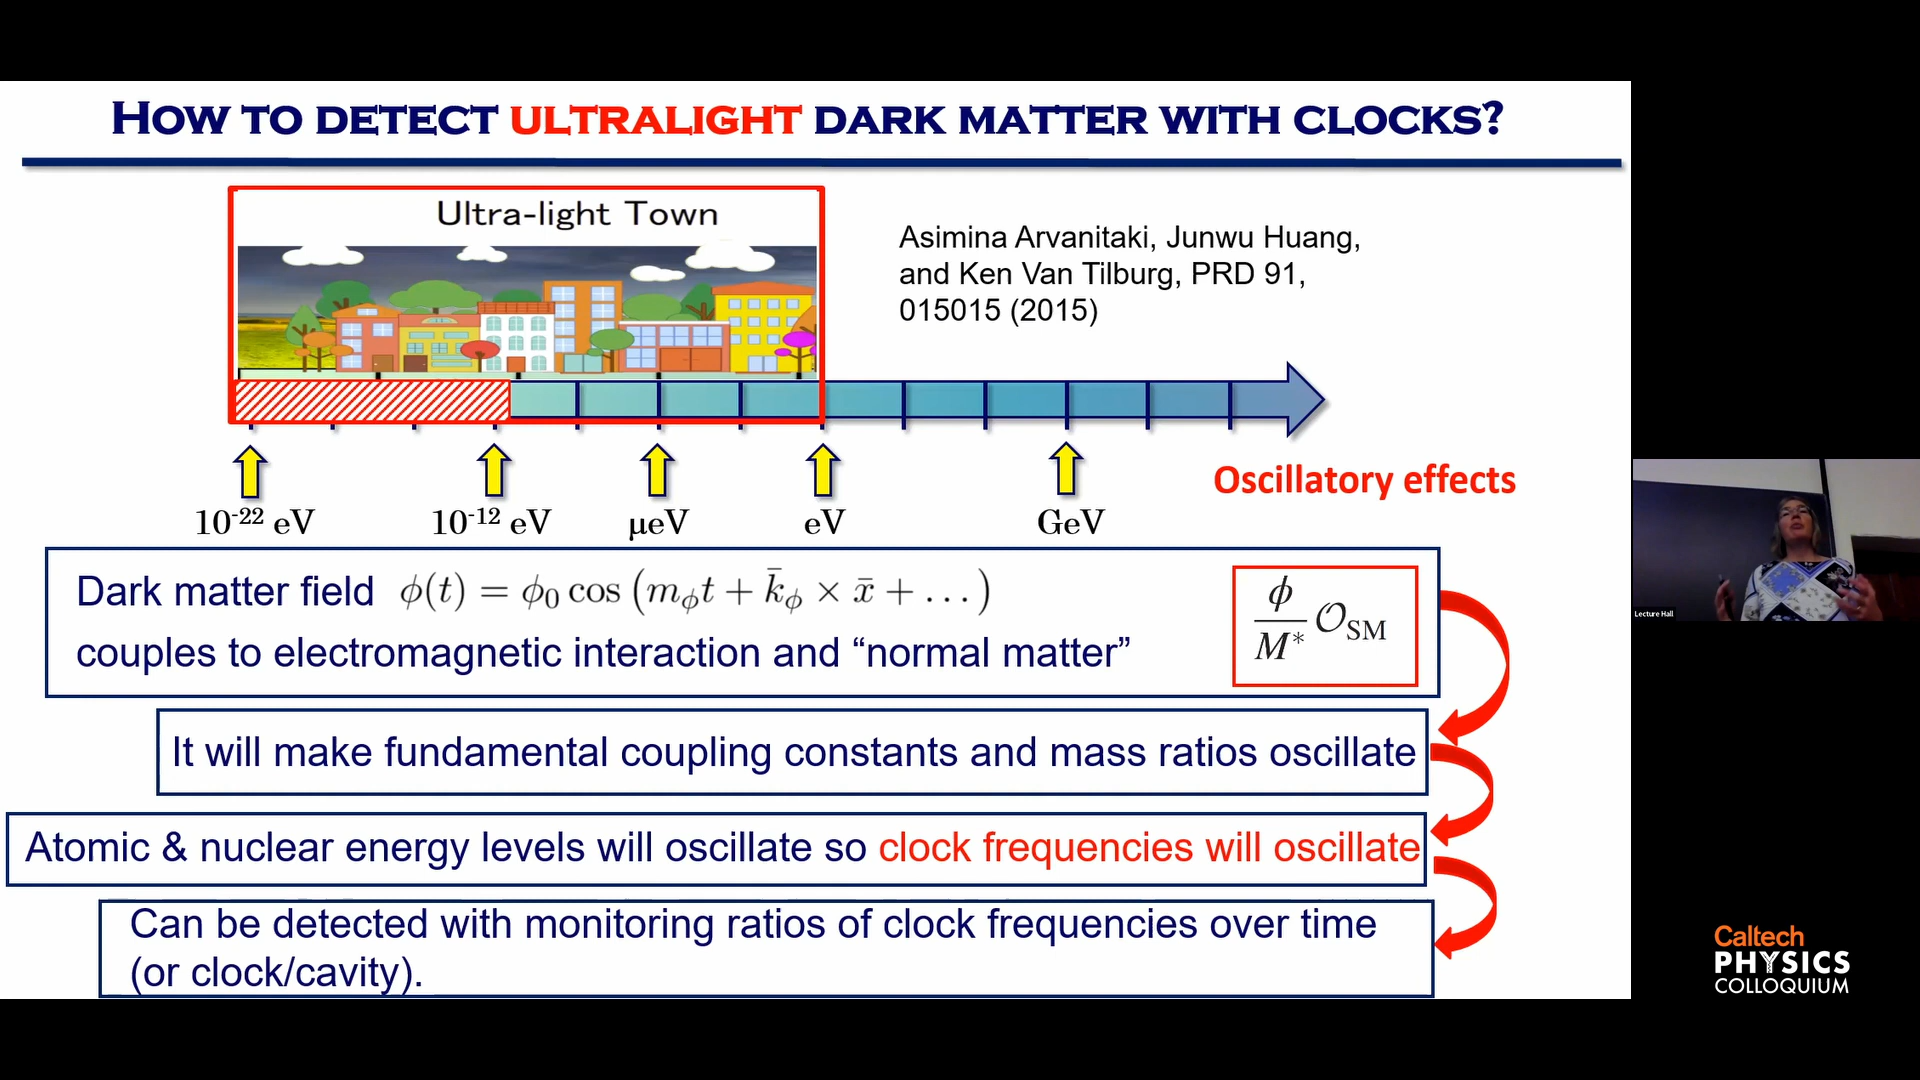 HOW TO DETECT ULTRALIGHT DARK MATTER WITH CLOCKS?
Ultra-light Town
Asimina Arvanitaki, Junwu Huang,
and Ken Van Tilburg, PRD 91,
015015 (2015)
Oscillatory effects
10⁻²² eV 10⁻¹² eV μeV eV GeV
Dark matter field ϕ(t) = ϕ₀ cos (m_ϕ t + k̄_ϕ × x̄ + . . . )
couples to electromagnetic interaction and “normal matter”
ϕ/M* 𝒪_SM
It will make fundamental coupling constants and mass ratios oscillate
Atomic & nuclear energy levels will oscillate so clock frequencies will oscillate
Can be detected with monitoring ratios of clock frequencies over time
(or clock/cavity).
Lecture Hall
Caltech
PHYSICS
COLLOQUIUM